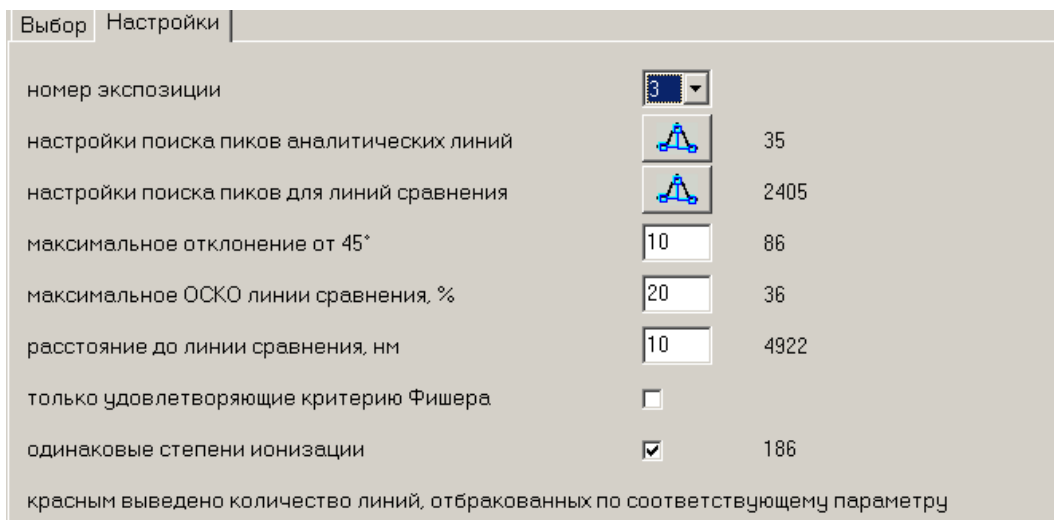 Выбор Настройки
номер экспозиции 3
настройки поиска пиков аналитических линий 35
настройки поиска пиков для линий сравнения 2405
максимальное отклонение от 45° 10 86
максимальное ОСКО линии сравнения, % 20 36
расстояние до линии сравнения, нм 10 4922
только удовлетворяющие критерию Фишера
одинаковые степени ионизации 186
красным выведено количество линий, отбракованных по соответствующему параметру